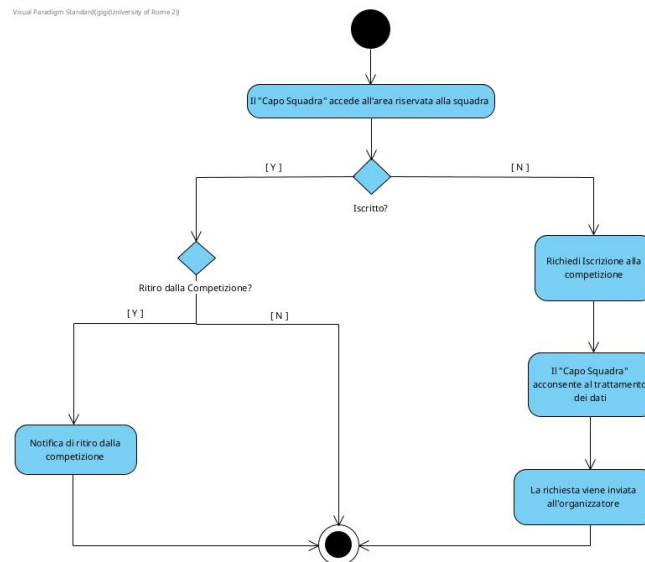 Visual Paradigm Standard(gigi(University of Rome 2))
Il "Capo Squadra" accede all'area riservata alla squadra
[ Y ]
[ N ]
Iscritto?
Richiedi Iscrizione alla
competizione
Ritiro dalla Competizione?
[ Y ]
[ N ]
Il "Capo Squadra"
acconsente al trattamento
dei dati
Notifica di ritiro dalla
competizione
La richiesta viene inviata
all'organizzatore